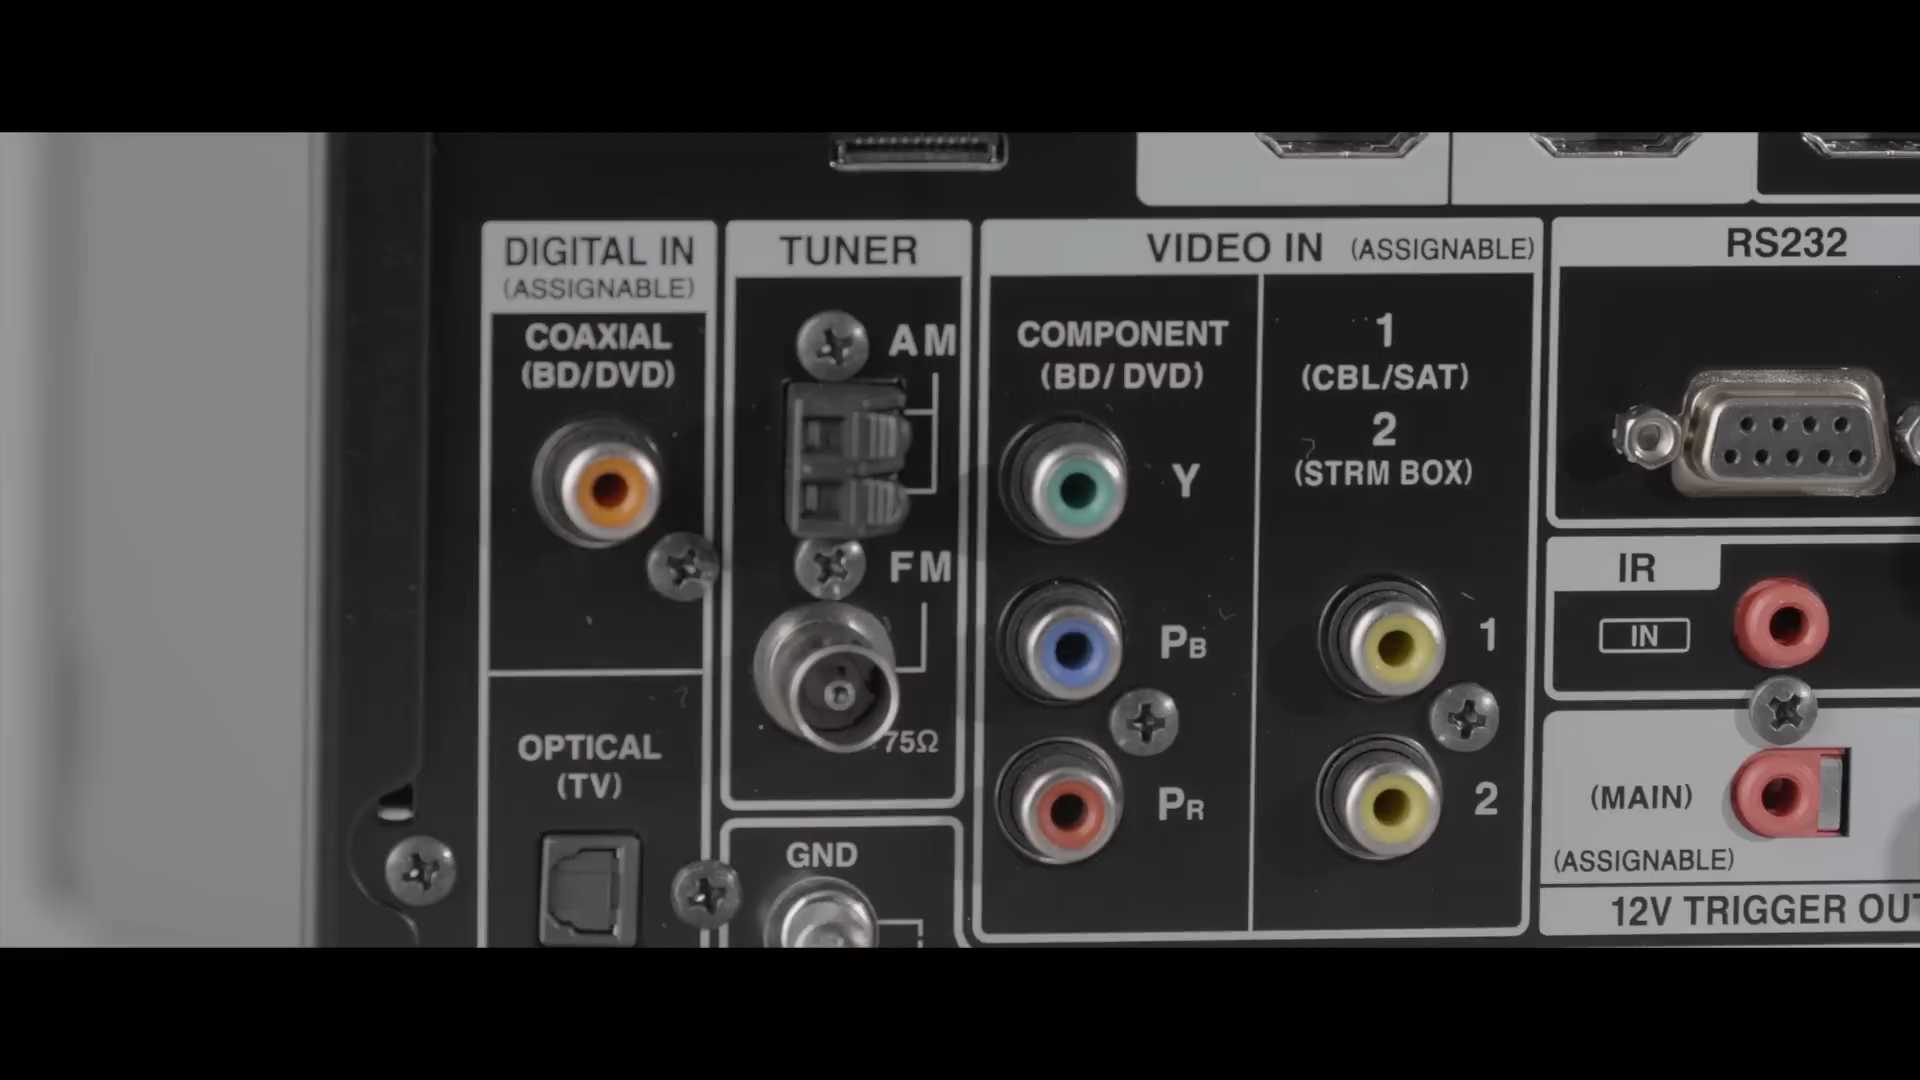 DIGITAL IN
(ASSIGNABLE)
COAXIAL
(BD/DVD)
OPTICAL
(TV)
TUNER
AM
FM
75Ω
GND
VIDEO IN (ASSIGNABLE)
COMPONENT
(BD/DVD)
Y
PB
PR
1
(CBL/SAT)
2
(STRM BOX)
1
2
RS232
IR
IN
(MAIN)
(ASSIGNABLE)
12V TRIGGER OUT